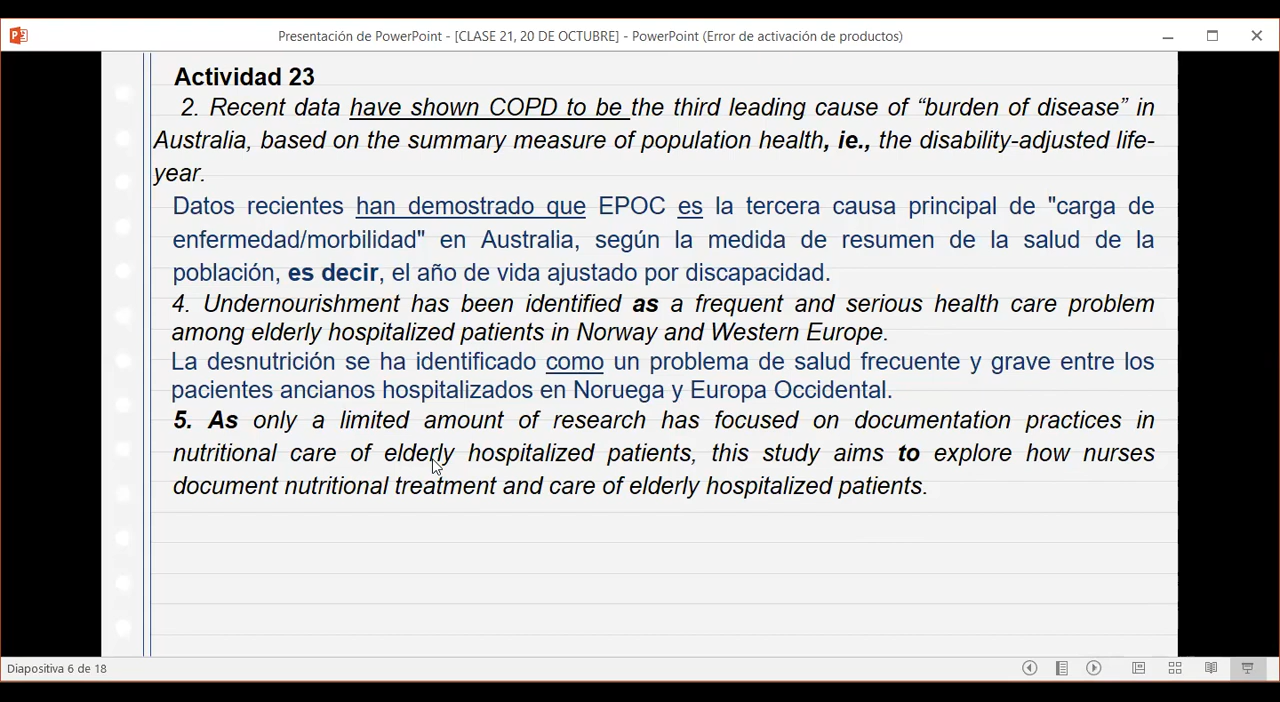 Presentación de PowerPoint - [CLASE 21, 20 DE OCTUBRE] - PowerPoint (Error de activación de productos)
Actividad 23
2. Recent data have shown COPD to be the third leading cause of “burden of disease” in
Australia, based on the summary measure of population health, ie., the disability-adjusted life-
year.
Datos recientes han demostrado que EPOC es la tercera causa principal de "carga de
enfermedad/morbilidad" en Australia, según la medida de resumen de la salud de la
población, es decir, el año de vida ajustado por discapacidad.
4. Undernourishment has been identified as a frequent and serious health care problem
among elderly hospitalized patients in Norway and Western Europe.
La desnutrición se ha identificado como un problema de salud frecuente y grave entre los
pacientes ancianos hospitalizados en Noruega y Europa Occidental.
5. As only a limited amount of research has focused on documentation practices in
nutritional care of elderly hospitalized patients, this study aims to explore how nurses
document nutritional treatment and care of elderly hospitalized patients.
Diapositiva 6 de 18